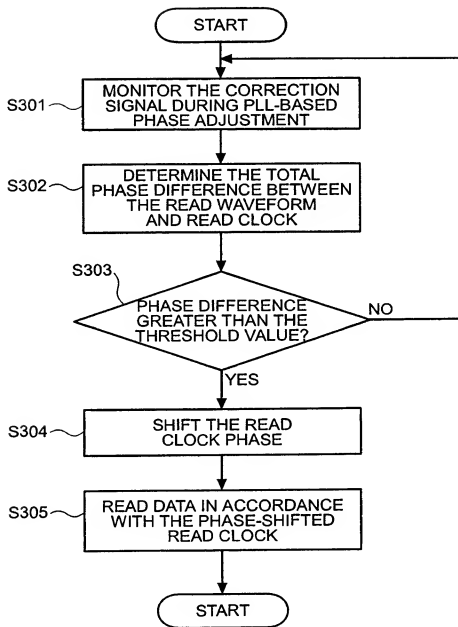 START
S301
MONITOR THE CORRECTION
SIGNAL DURING PLL-BASED
PHASE ADJUSTMENT
S302
DETERMINE THE TOTAL
PHASE DIFFERENCE BETWEEN
THE READ WAVEFORM
AND READ CLOCK
S303
PHASE DIFFERENCE
GREATER THAN THE
THRESHOLD VALUE?
NO
YES
S304
SHIFT THE READ
CLOCK PHASE
S305
READ DATA IN ACCORDANCE
WITH THE PHASE-SHIFTED
READ CLOCK
START